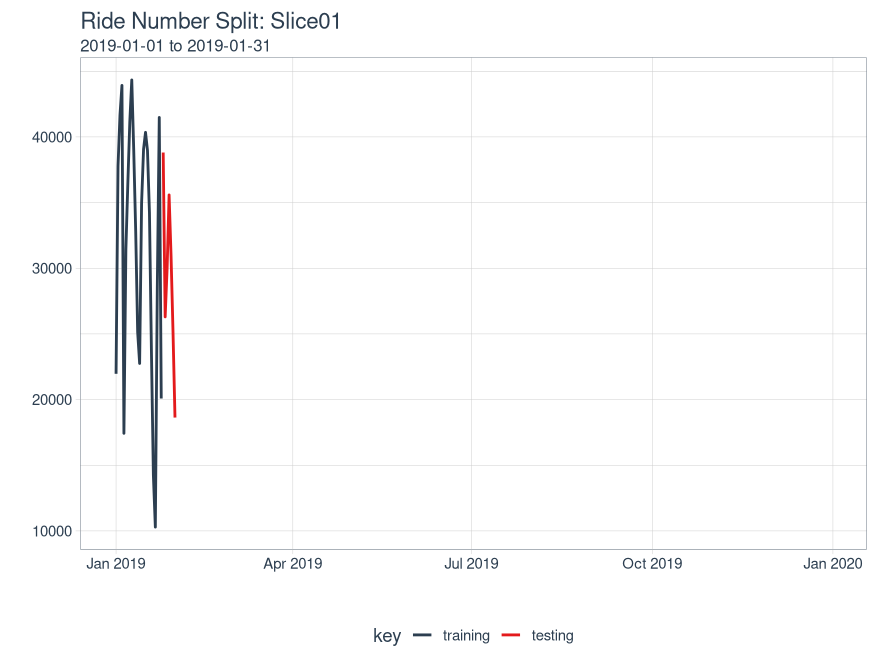 Ride Number Split: Slice01
2019-01-01 to 2019-01-31
40000
30000
20000
10000
Jan 2019 Apr 2019 Jul 2019 Oct 2019 Jan 2020
key training testing